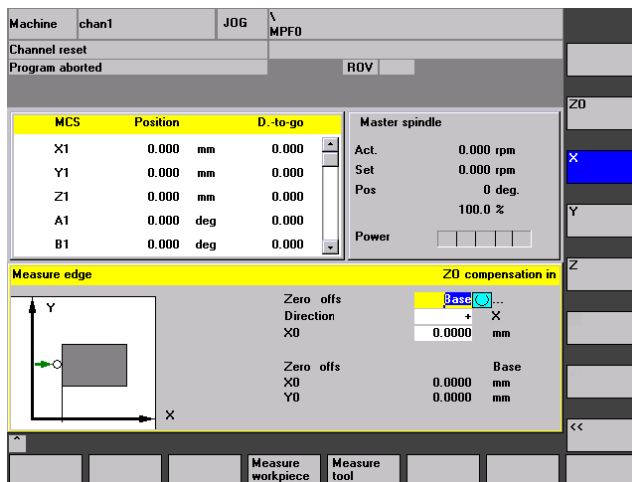 Machine chan1 JOG \
MPF0
Channel reset
Program aborted ROV
MCS Position D.-to-go
X1 0.000 mm 0.000
Y1 0.000 mm 0.000
Z1 0.000 mm 0.000
A1 0.000 deg 0.000
B1 0.000 deg 0.000
Master spindle
Act. 0.000 rpm
Set 0.000 rpm
Pos 0 deg.
100.0 %
Power
Measure edge ZO compensation in
Y
X
Zero offs Base ...
Direction + X
X0 0.0000 mm
Zero offs Base
X0 0.0000 mm
Y0 0.0000 mm
ZO
X
Y
Z
<<
^
Measure workpiece
Measure tool